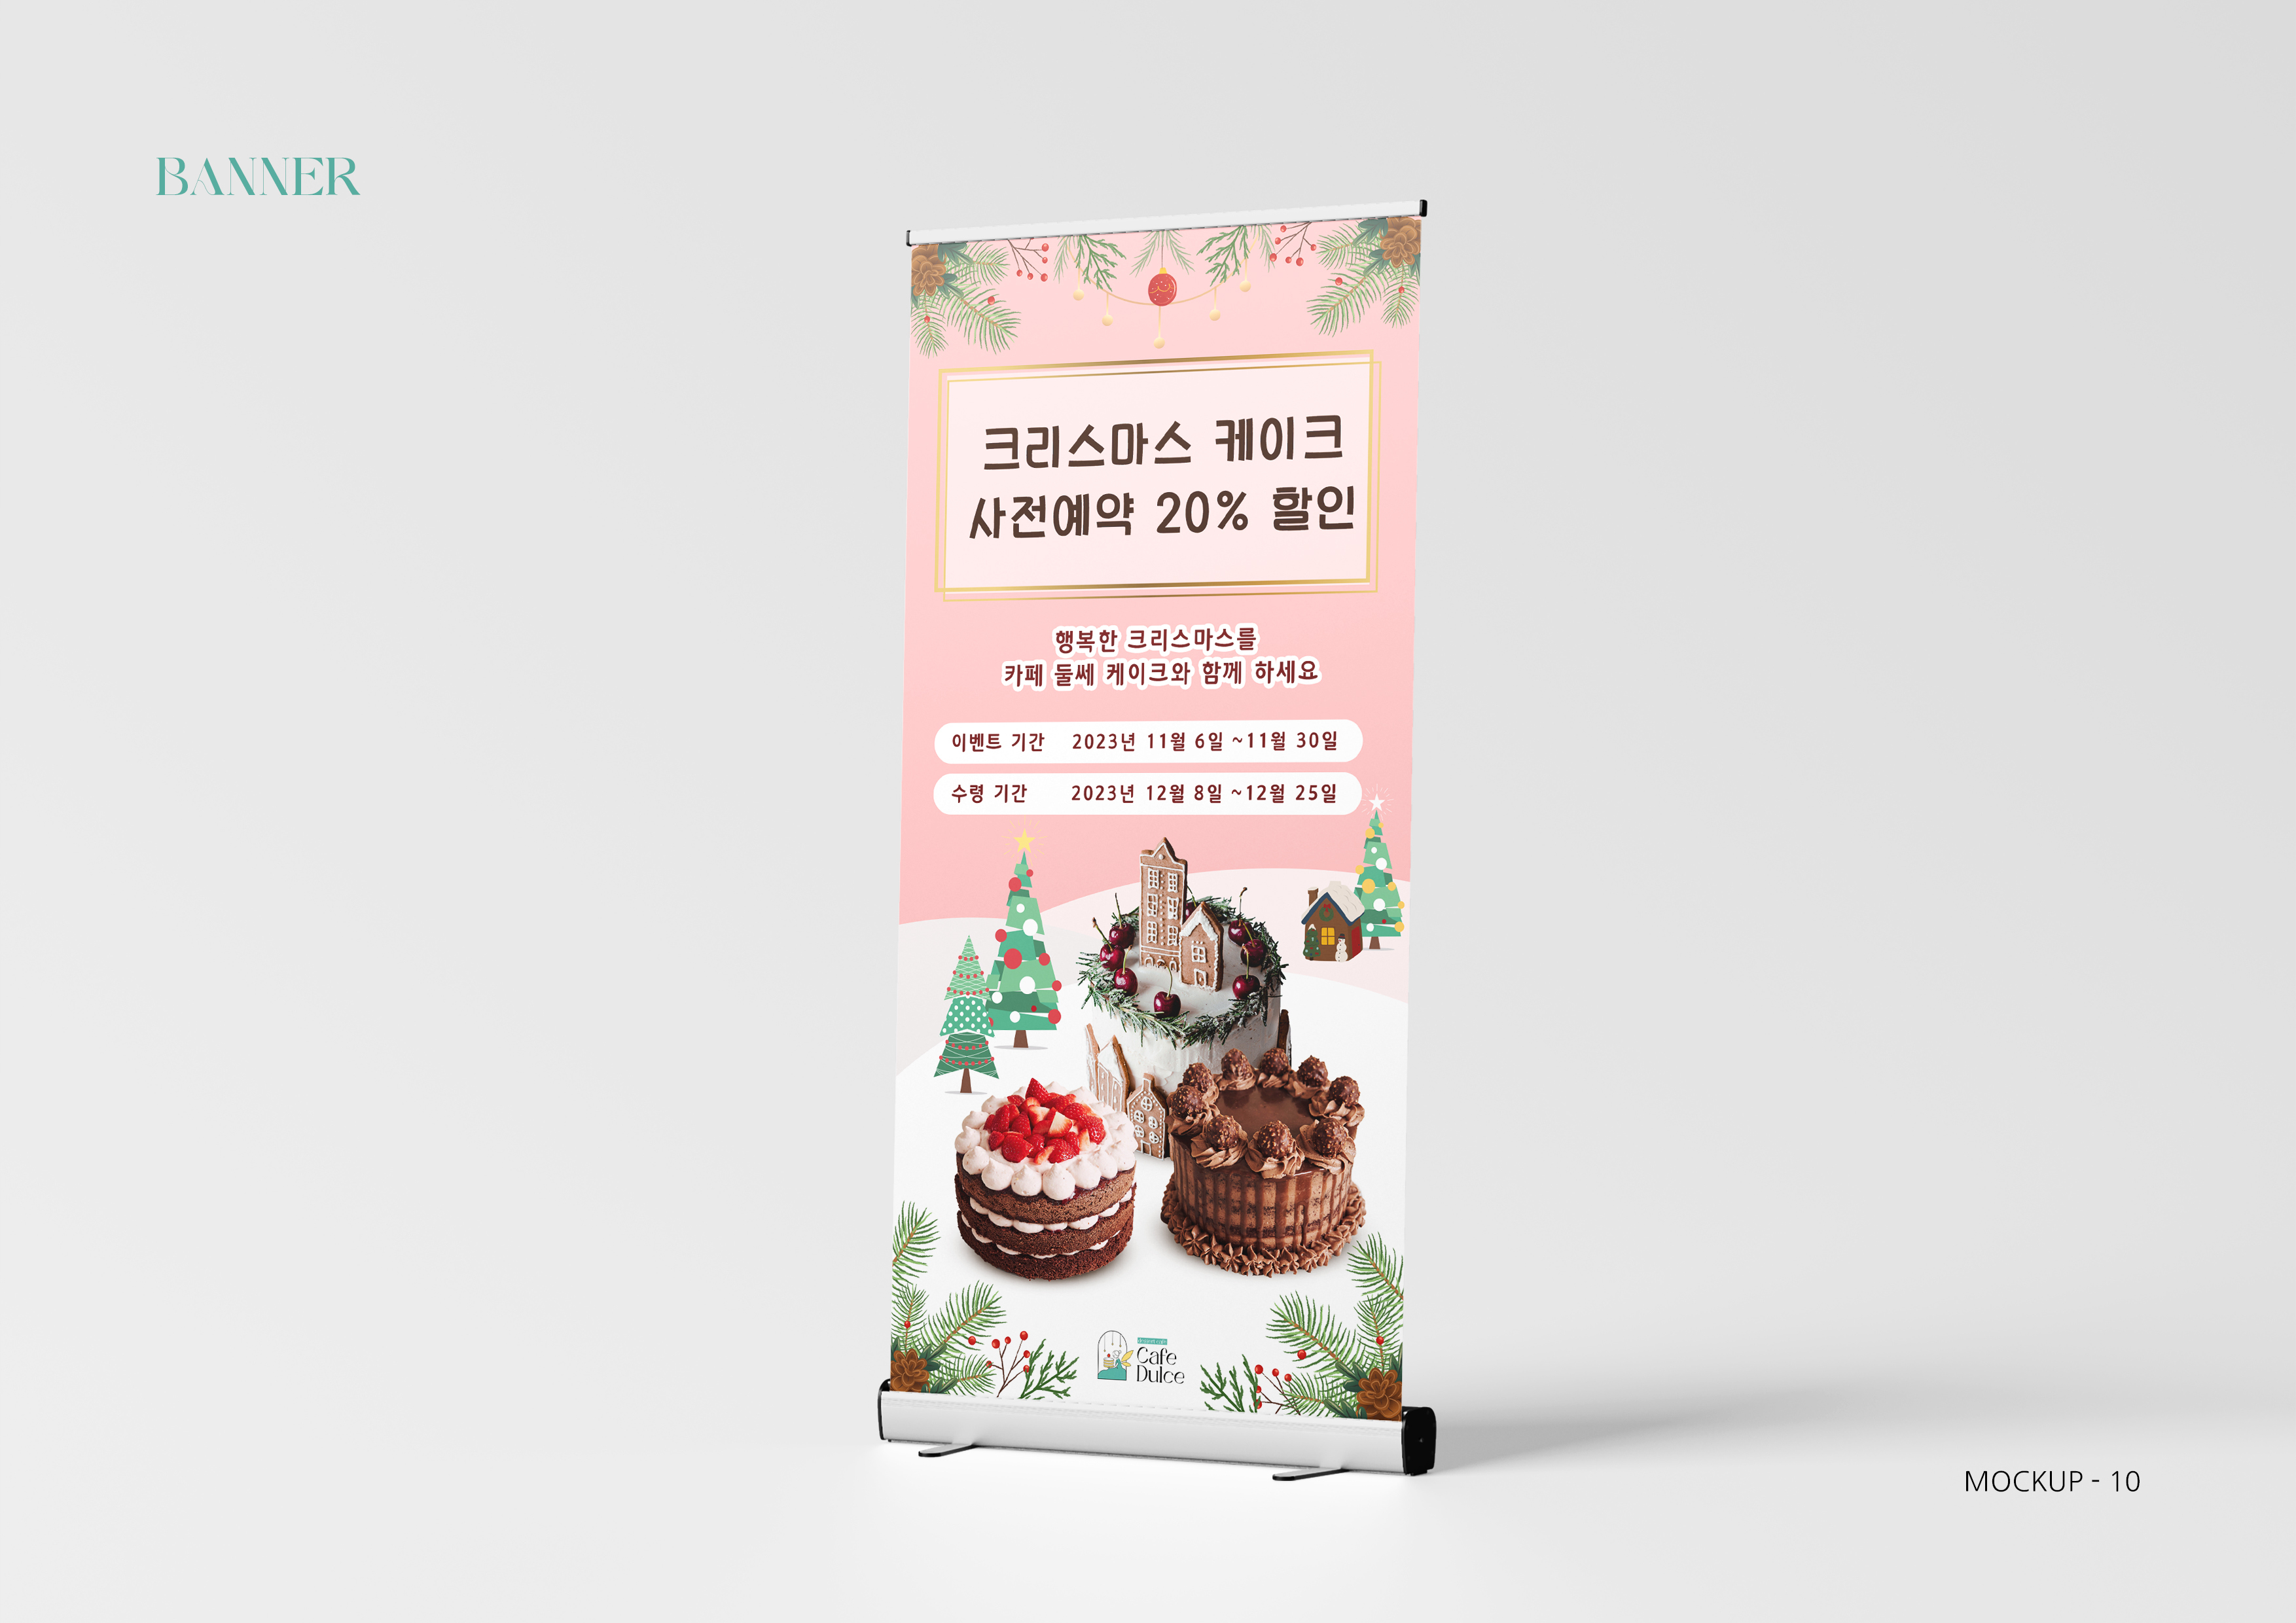 BANNER
크리스마스 케이크
사전예약 20% 할인
행복한 크리스마스를
카페 둘쎄 케이크와 함께 하세요
이벤트 기간 2023년 11월 6일 ~11월 30일
수령 기간 2023년 12월 8일 ~12월 25일
Cafe
Dulce
MOCKUP - 10